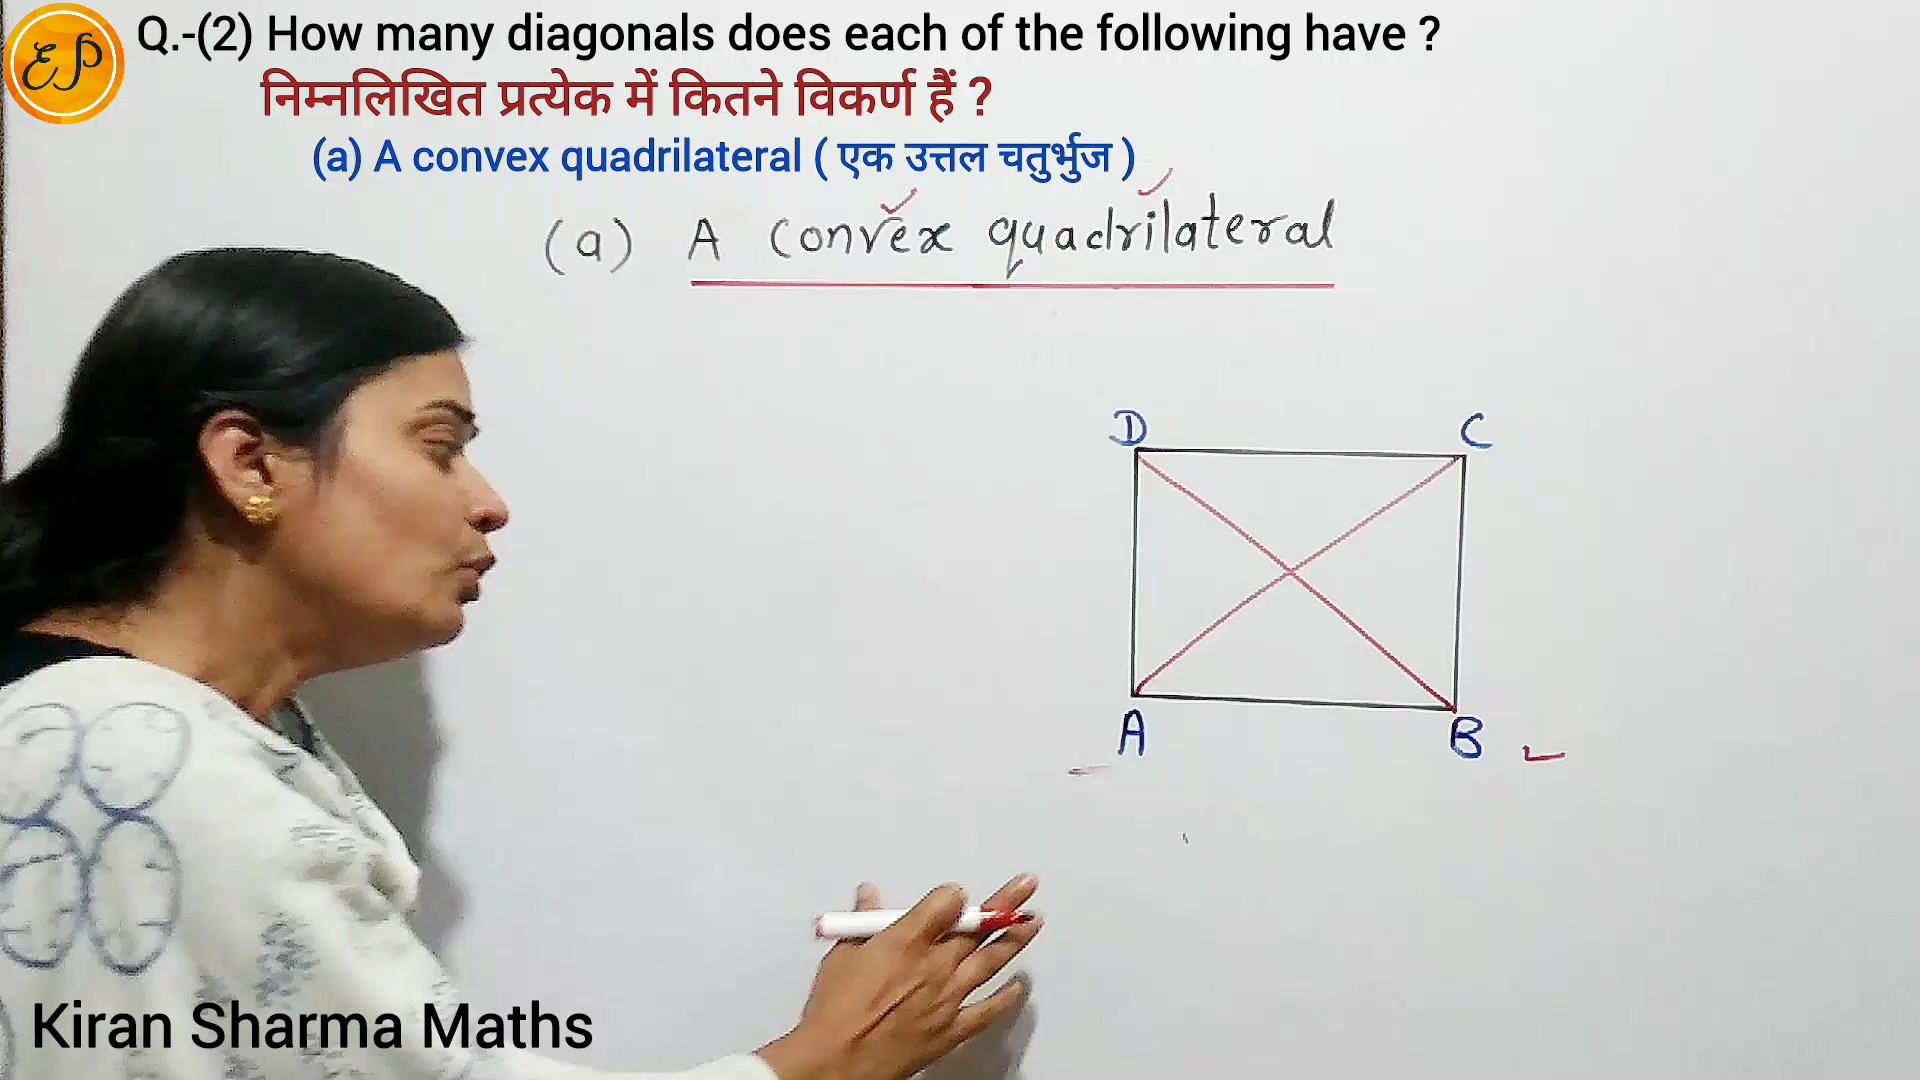 EP
Q.-(2) How many diagonals does each of the following have ?
निम्नलिखित प्रत्येक में कितने विकर्ण हैं ?
(a) A convex quadrilateral ( एक उत्तल चतुर्भुज )
(a) A convex quadrilateral
D C
A B
Kiran Sharma Maths